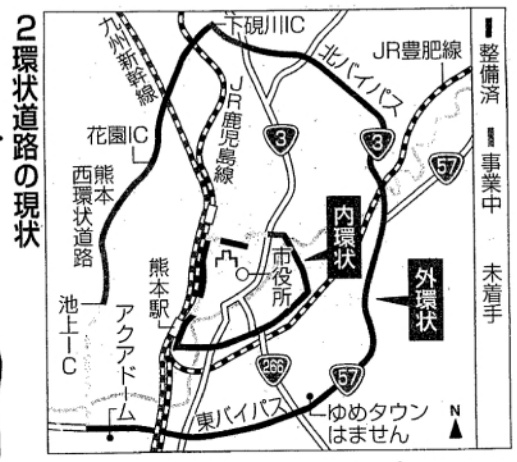 2環状道路の現状
整備済
事業中
未着手
下硯川IC
九州新幹線
JR鹿児島線
北バイパス
JR豊肥線
花園IC
3
3
57
熊本
西環状道路
内環状
市役所
熊本駅
外環状
池上IC
アクアドーム
266
57
東バイパス
ゆめタウン
はません
N